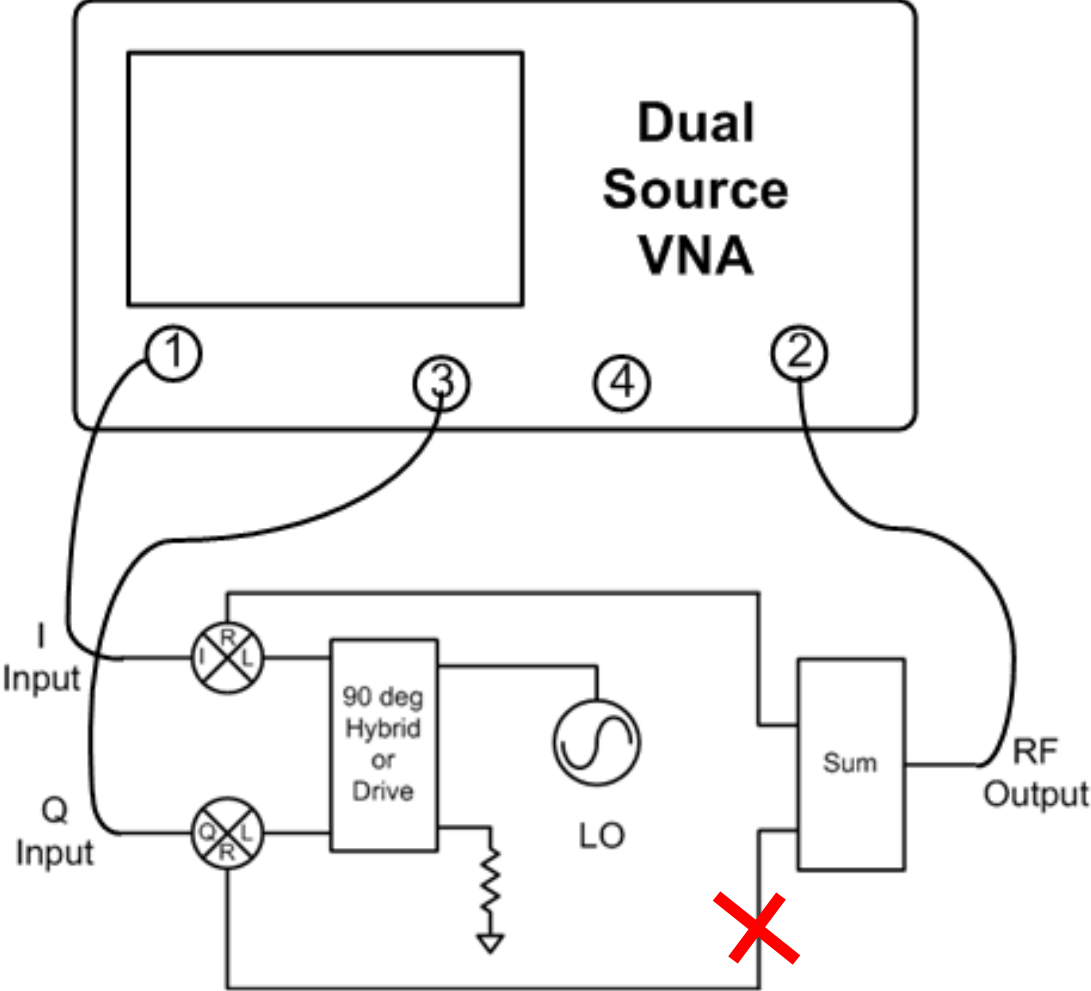 Dual
Source
VNA
1
3
4
2
I
Input
R
I
L
90 deg
Hybrid
or
Drive
Sum
RF
Output
Q
Input
Q
L
R
LO